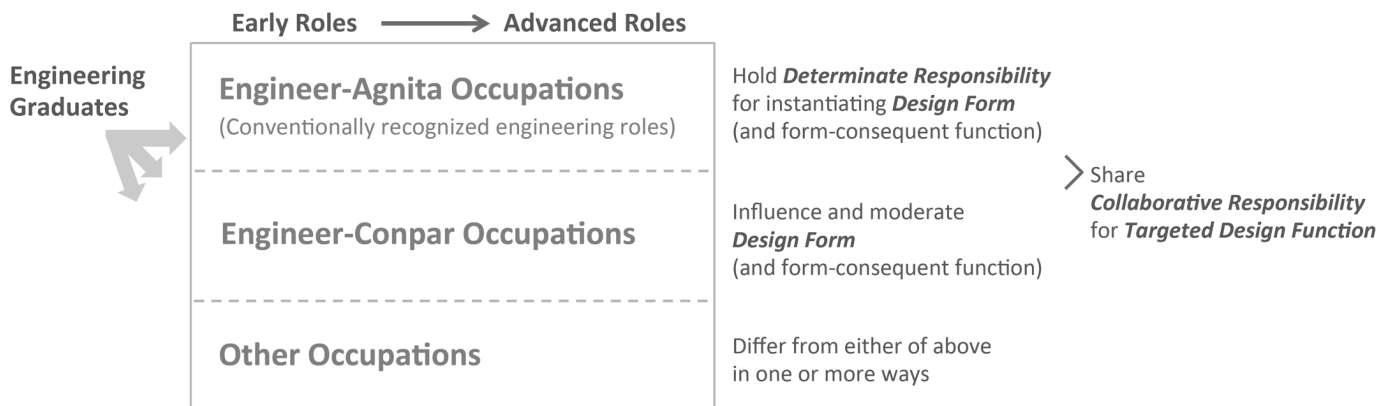 Early Roles Advanced Roles
Engineering
Graduates
Engineer-Agnita Occupations
(Conventionally recognized engineering roles)
Hold Determinate Responsibility
for instantiating Design Form
(and form-consequent function)
Engineer-Conpar Occupations
Influence and moderate
Design Form
(and form-consequent function)
Share
Collaborative Responsibility
for Targeted Design Function
Other Occupations
Differ from either of above
in one or more ways